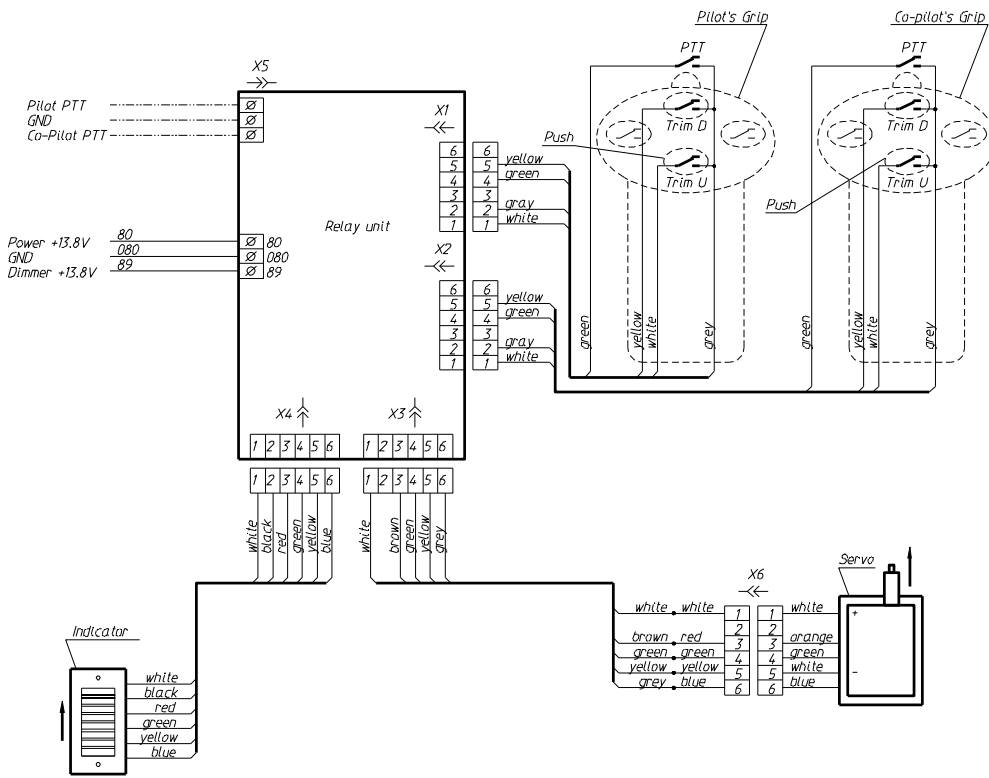 Pilot's Grip
Co-pilot's Grip
PTT
PTT
X5
Pilot PTT
GND
Co-Pilot PTT
X1
Trim D
Trim D
Push
Trim U
Trim U
Push
6
5
4
3
2
1
6
5
4
3
2
1
yellow
green
gray
white
Relay unit
Power +13.8V
GND
Dimmer +13.8V
80
080
89
80
080
89
X2
6
5
4
3
2
1
6
5
4
3
2
1
yellow
green
gray
white
green
yellow
white
grey
green
yellow
white
grey
X4
X3
1 2 3 4 5 6
1 2 3 4 5 6
1 2 3 4 5 6
1 2 3 4 5 6
white
black
red
green
yellow
blue
white
brown
green
yellow
grey
Servo
X6
white white
brown red
green green
yellow yellow
grey blue
1
2
3
4
5
6
1
2
3
4
5
6
white
orange
green
white
blue
+
-
Indicator
white
black
red
green
yellow
blue